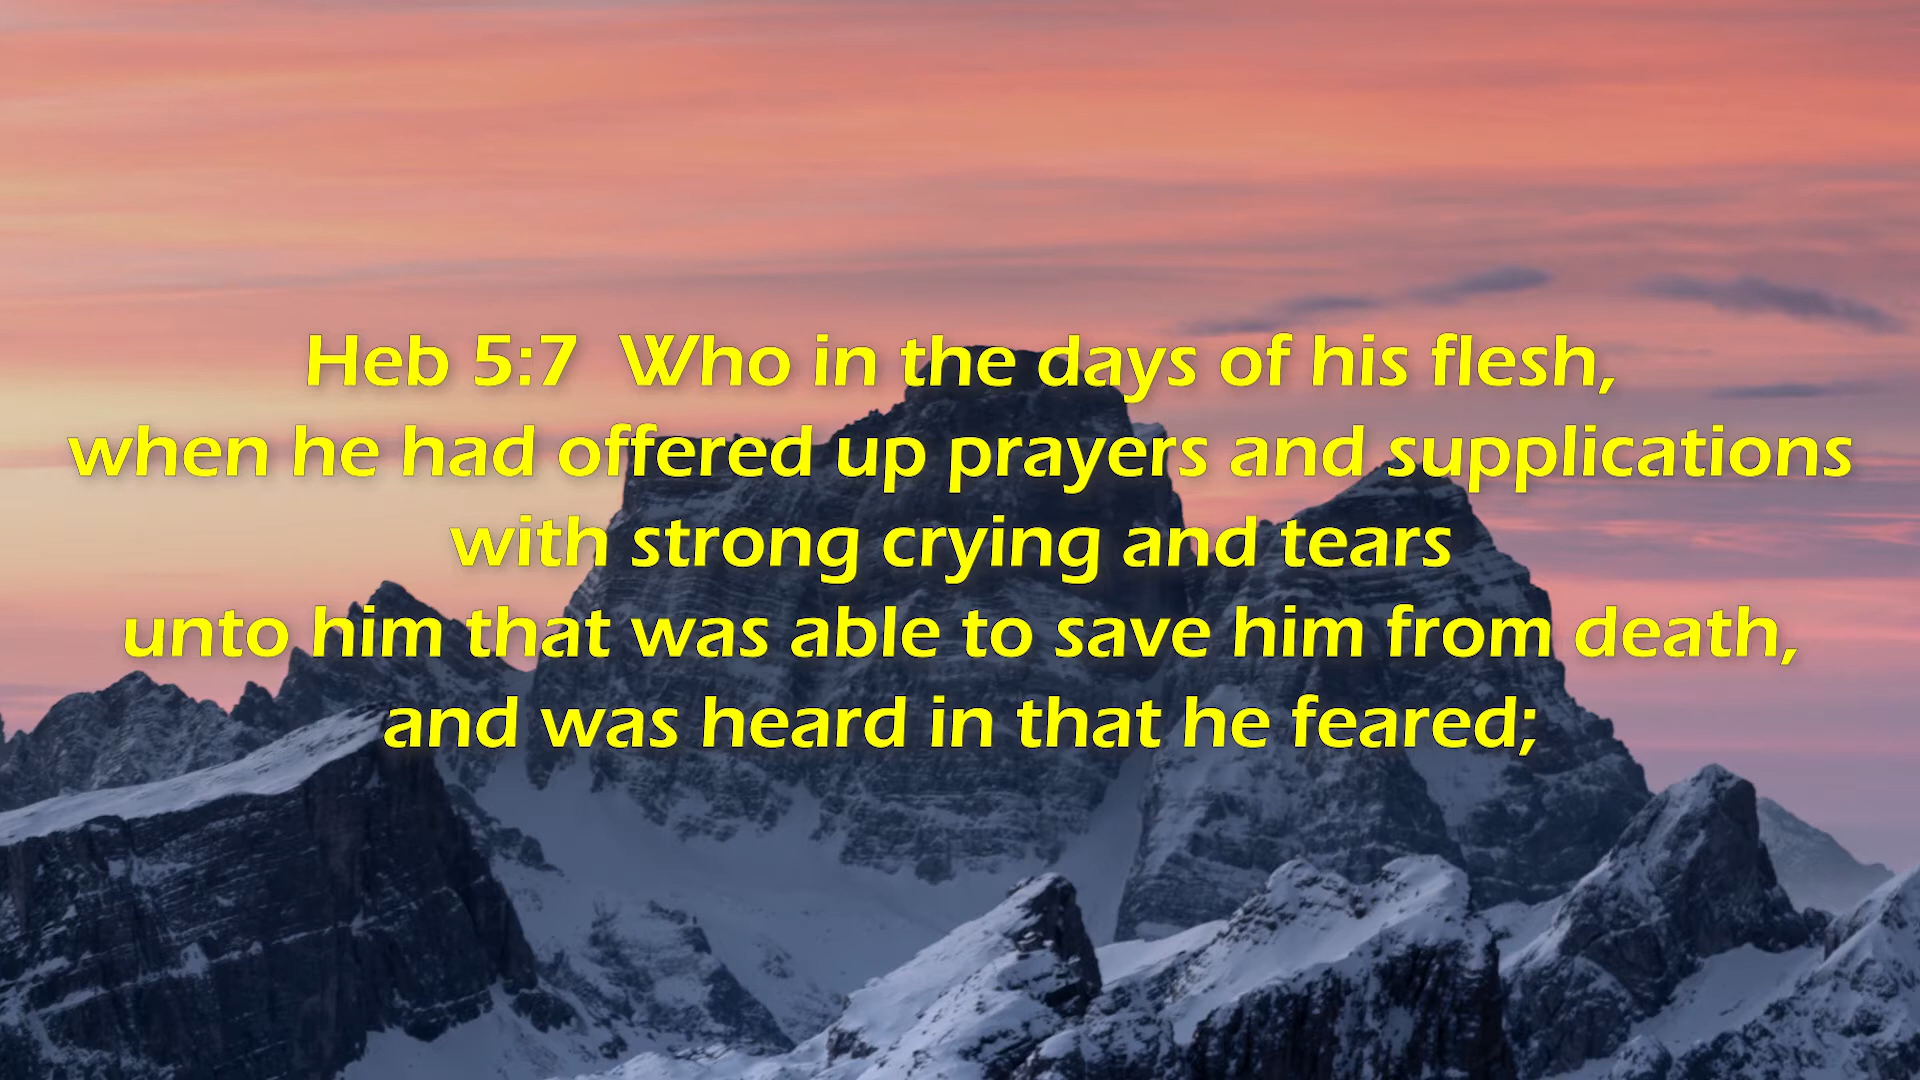 Heb 5:7  Who in the days of his flesh,
when he had offered up prayers and supplications
with strong crying and tears
unto him that was able to save him from death,
and was heard in that he feared;